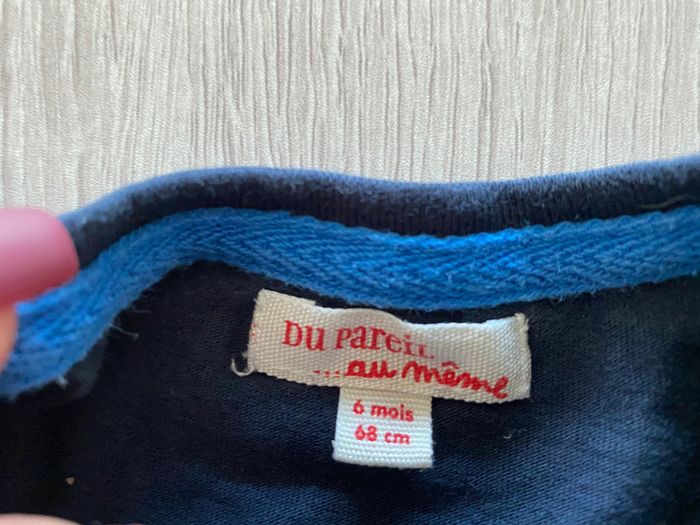 DU Pareil
...au même
6 mois
68 cm